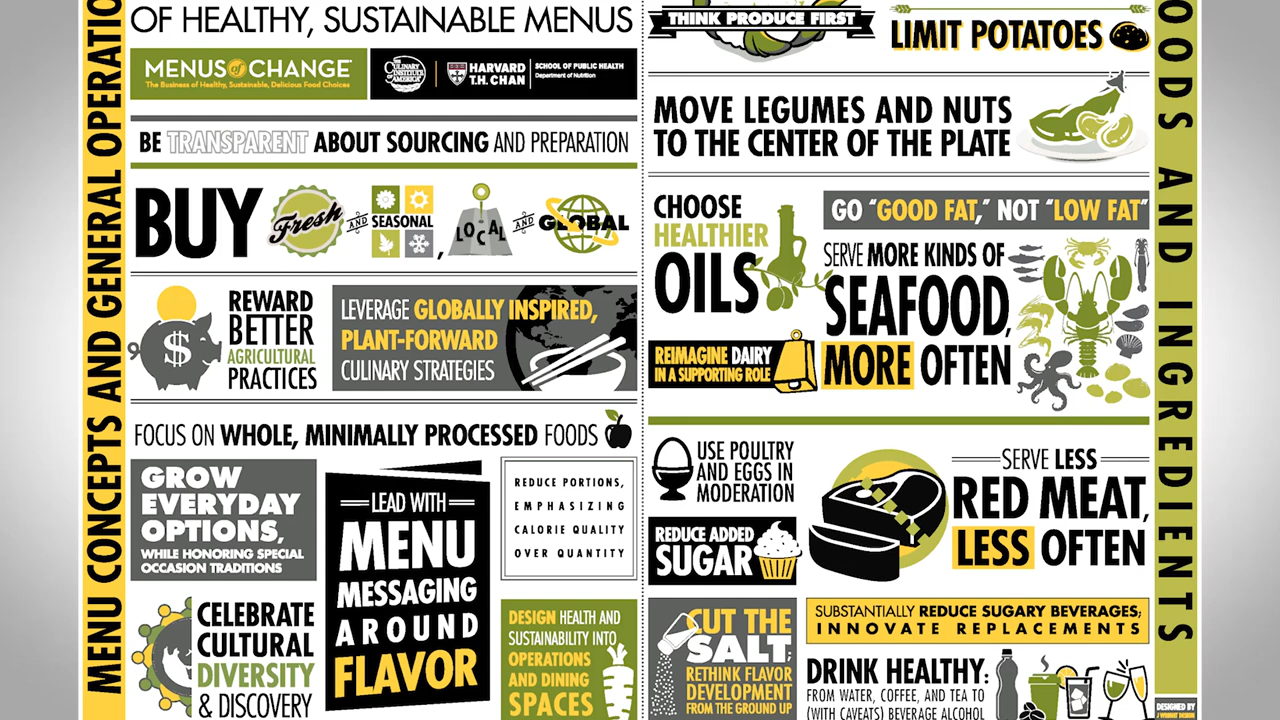 MENU CONCEPTS AND GENERAL OPERATIO
OF HEALTHY, SUSTAINABLE MENUS
MENUS of CHANGE
The Business of Healthy, Sustainable, Delicious Food Choices
THE CULINARY INSTITUTE OF AMERICA
HARVARD
T.H. CHAN
SCHOOL OF PUBLIC HEALTH
Department of Nutrition
BE TRANSPARENT ABOUT SOURCING AND PREPARATION
BUY Fresh AND SEASONAL, LOCAL AND GLOBAL
$
REWARD
BETTER
AGRICULTURAL
PRACTICES
LEVERAGE GLOBALLY INSPIRED,
PLANT-FORWARD
CULINARY STRATEGIES
FOCUS ON WHOLE, MINIMALLY PROCESSED FOODS
GROW
EVERYDAY
OPTIONS,
WHILE HONORING SPECIAL
OCCASION TRADITIONS
LEAD WITH
MENU
MESSAGING
AROUND
FLAVOR
REDUCE PORTIONS,
EMPHASIZING
CALORIE QUALITY
OVER QUANTITY
CELEBRATE
CULTURAL
DIVERSITY
& DISCOVERY
DESIGN HEALTH AND
SUSTAINABILITY INTO
OPERATIONS
AND DINING
SPACES
THINK PRODUCE FIRST
LIMIT POTATOES
MOVE LEGUMES AND NUTS
TO THE CENTER OF THE PLATE
CHOOSE
HEALTHIER
OILS
GO "GOOD FAT," NOT "LOW FAT"
SERVE MORE KINDS OF
SEAFOOD,
MORE OFTEN
REIMAGINE DAIRY
IN A SUPPORTING ROLE
USE POULTRY
AND EGGS IN
MODERATION
SERVE LESS
RED MEAT,
LESS OFTEN
REDUCE ADDED
SUGAR
CUT THE
SALT;
RETHINK FLAVOR
DEVELOPMENT
FROM THE GROUND UP
SUBSTANTIALLY REDUCE SUGARY BEVERAGES;
INNOVATE REPLACEMENTS
DRINK HEALTHY:
FROM WATER, COFFEE, AND TEA TO
(WITH CAVEATS) BEVERAGE ALCOHOL
OODS AND INGREDIENTS
DESIGNED BY